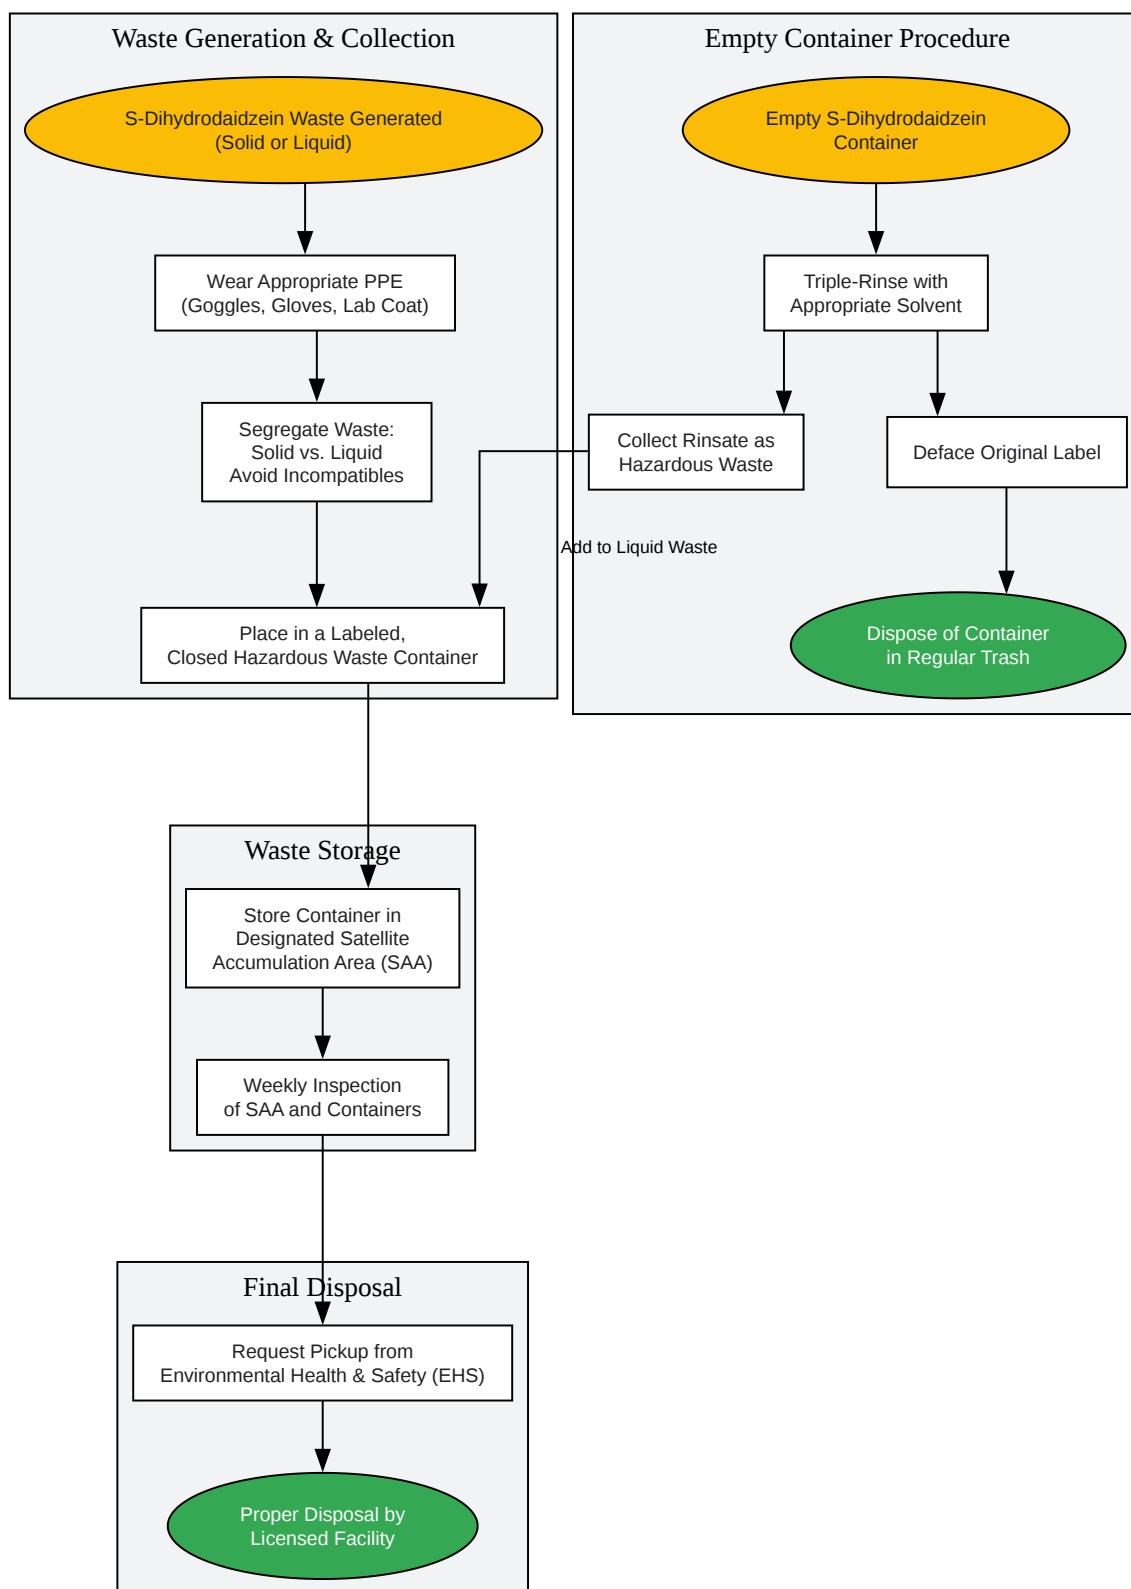 Waste Generation & Collection
S-Dihydrodaidzein Waste Generated
(Solid or Liquid)
Wear Appropriate PPE
(Goggles, Gloves, Lab Coat)
Segregate Waste:
Solid vs. Liquid
Avoid Incompatibles
Place in a Labeled,
Closed Hazardous Waste Container
Empty Container Procedure
Empty S-Dihydrodaidzein
Container
Triple-Rinse with
Appropriate Solvent
Collect Rinsate as
Hazardous Waste
Deface Original Label
Add to Liquid Waste
Dispose of Container
in Regular Trash
Waste Storage
Store Container in
Designated Satellite
Accumulation Area (SAA)
Weekly Inspection
of SAA and Containers
Final Disposal
Request Pickup from
Environmental Health & Safety (EHS)
Proper Disposal by
Licensed Facility